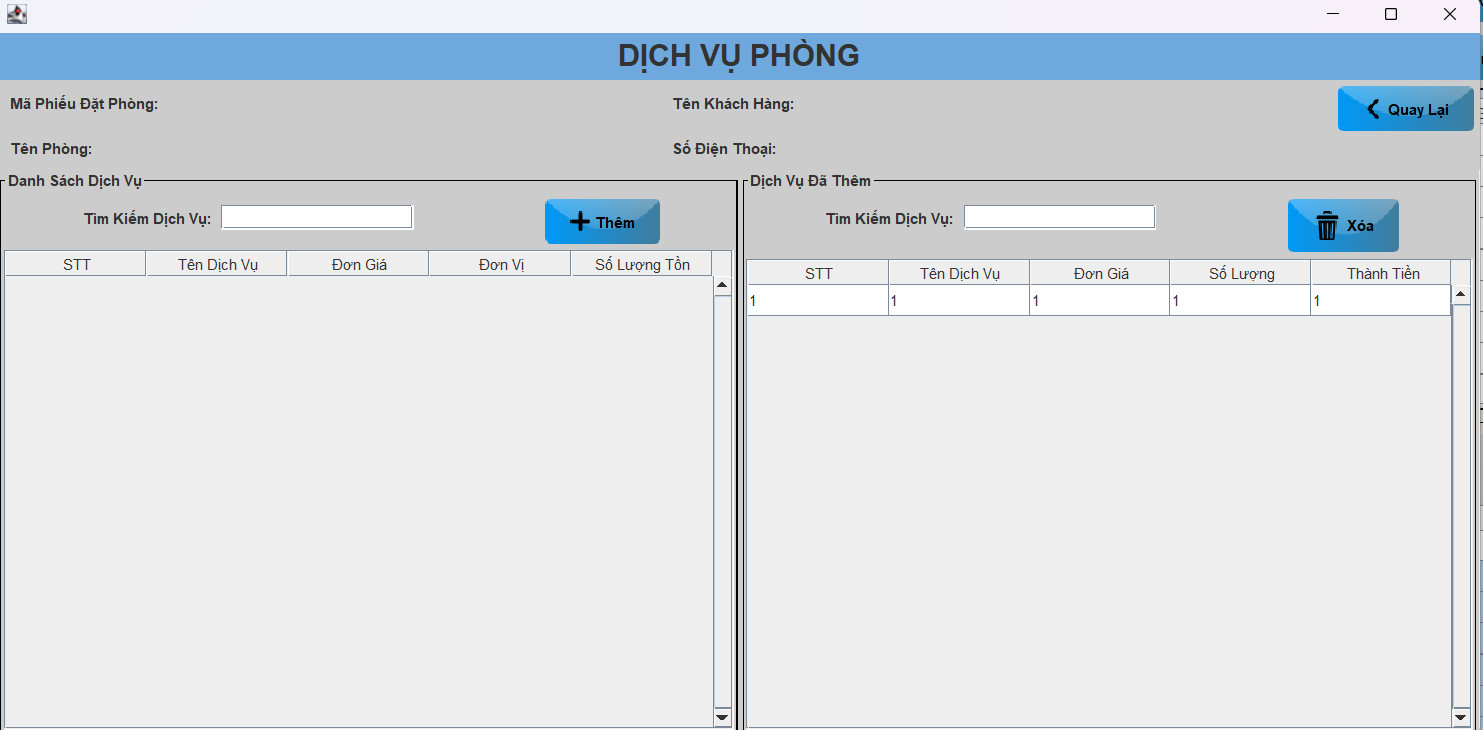 DỊCH VỤ PHÒNG
Mã Phiếu Đặt Phòng: Tên Khách Hàng: Quay Lại
Tên Phòng: Số Điện Thoại:
Danh Sách Dịch Vụ
Tìm Kiếm Dịch Vụ: Thêm
STT Tên Dịch Vụ Đơn Giá Đơn Vị Số Lượng Tồn
Dịch Vụ Đã Thêm
Tìm Kiếm Dịch Vụ: Xóa
STT Tên Dịch Vụ Đơn Giá Số Lượng Thành Tiền
1 1 1 1 1